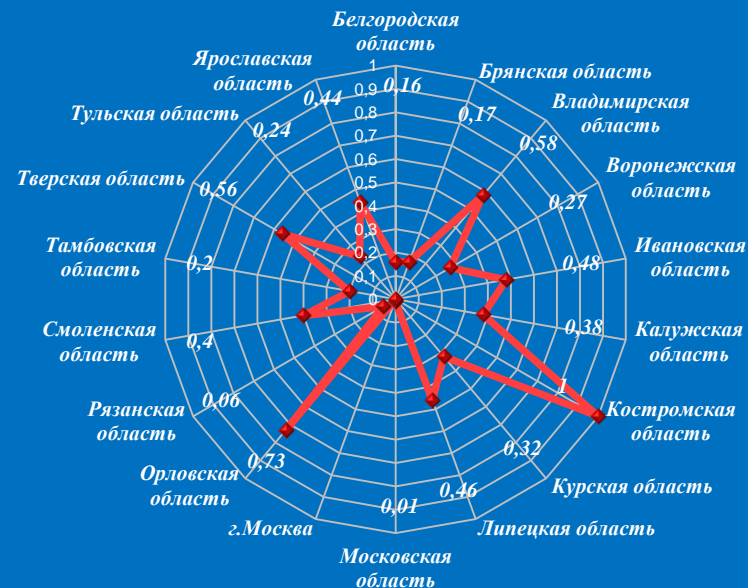 Белгородская
область
0,16
Брянская область
0,17
Владимирская
область
0,58
Воронежская
область
0,27
Ивановская
область
0,48
Калужская
область
0,38
Костромская
область
1
Курская область
0,32
Липецкая область
0,46
Московская
область
0,01
г.Москва
Орловская
область
0,73
Рязанская
область
0,06
Смоленская
область
0,4
Тамбовская
область
0,2
Тверская область
0,56
Тульская область
0,24
Ярославская
область
0,44
1
0,9
0,8
0,7
0,6
0,5
0,4
0,3
0,2
0,1
0